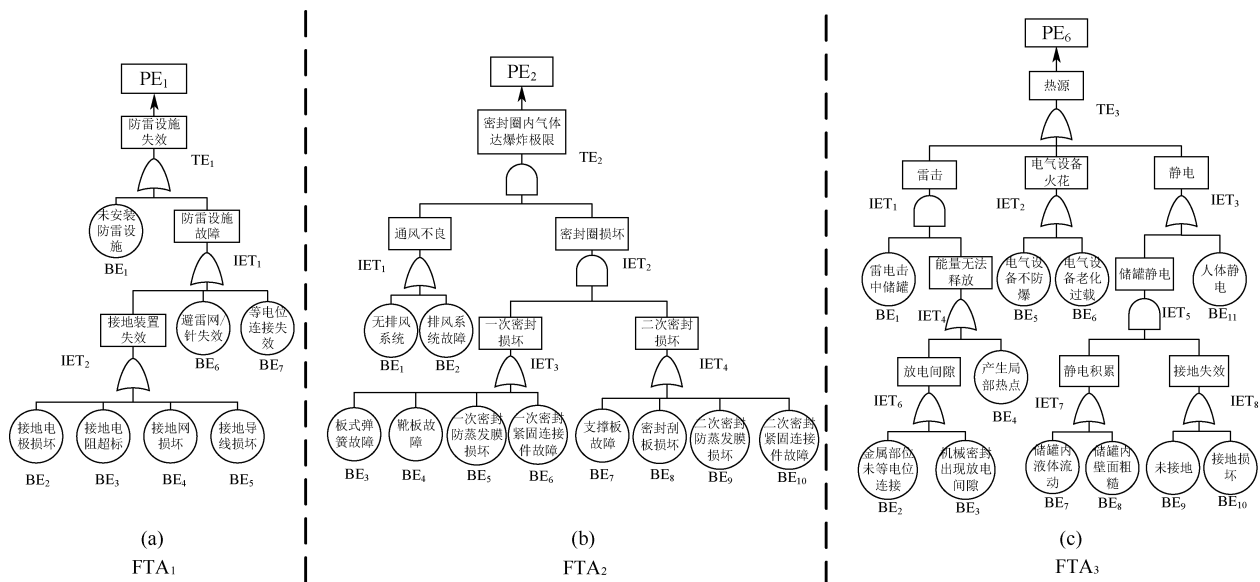 PE₁
防雷设施
失效
TE₁
未安装
防雷设
施
BE₁
防雷设施
故障
IET₁
接地装置
失效
IET₂
避雷网/
针失效
BE₆
等电位
连接失
效
BE₇
接地电
极损坏
BE₂
接地电
阻超标
BE₃
接地网
损坏
BE₄
接地导
线损坏
BE₅
(a)
FTA₁
PE₂
密封圈内气体
达爆炸极限
TE₂
通风不良
IET₁
密封圈损坏
IET₂
无排风
系统
BE₁
排风系
统故障
BE₂
一次密封
损坏
IET₃
二次密封
损坏
IET₄
板式弹
簧故障
BE₃
靴板故
障
BE₄
一次密封
防蒸发膜
损坏
BE₅
一次密封
紧固连接
件故障
BE₆
支撑板
故障
BE₇
密封刮
板损坏
BE₈
二次密封
防蒸发膜
损坏
BE₉
二次密封
紧固连接
件故障
BE₁₀
(b)
FTA₂
PE₆
热源
TE₃
雷击
IET₁
电气设备
火花
IET₂
静电
IET₃
雷电击
中储罐
BE₁
能量无法
释放
IET₄
电气设
备不防
爆
BE₅
电气设
备老化
过载
BE₆
储罐静电
IET₅
人体静
电
BE₁₁
放电间隙
IET₆
产生局
部热点
BE₄
静电积累
IET₇
接地失效
IET₈
金属部位
未等电位
连接
BE₂
机械密封
出现放电
间隙
BE₃
储罐内
液体流
动
BE₇
储罐内
壁面粗
糙
BE₈
未接地
BE₉
接地损
坏
BE₁₀
(c)
FTA₃